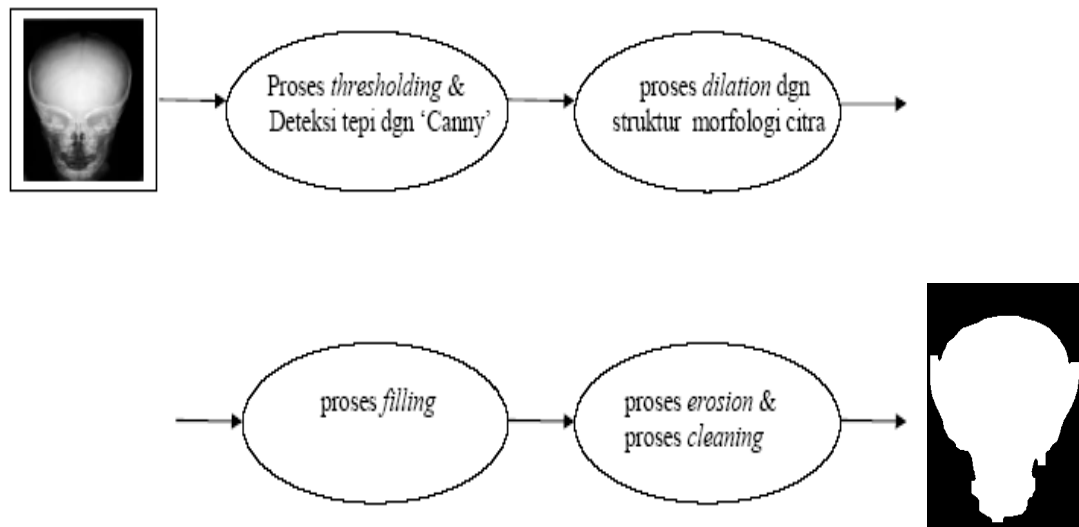 Proses thresholding &
Deteksi tepi dgn ‘Canny’
proses dilation dgn
struktur morfologi citra
proses filling
proses erosion &
proses cleaning